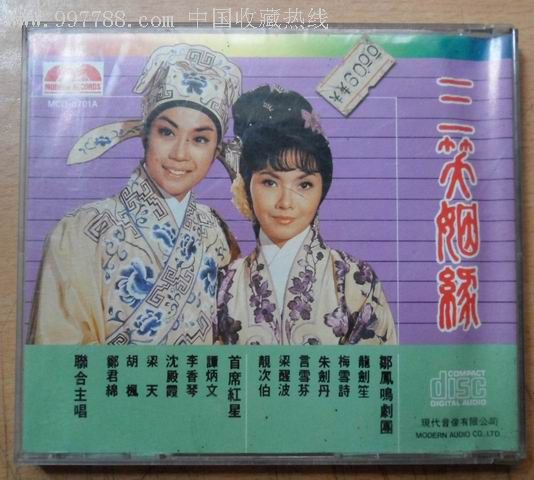 www.997788.com 中国收藏热线
MODERN RECORDS
MCD-8701A
三笑姻緣
鄒鳳鳴劇團
龍劍笙
梅雪詩
朱劍丹
言雪芬
梁醒波
靚次伯
首席紅星
譚炳文
李香琴
沈殿霞
梁天
胡楓
鄭君綿
聯合主唱
COMPACT
disc
DIGITAL AUDIO
現代音像有限公司
MODERN AUDIO CO., LTD